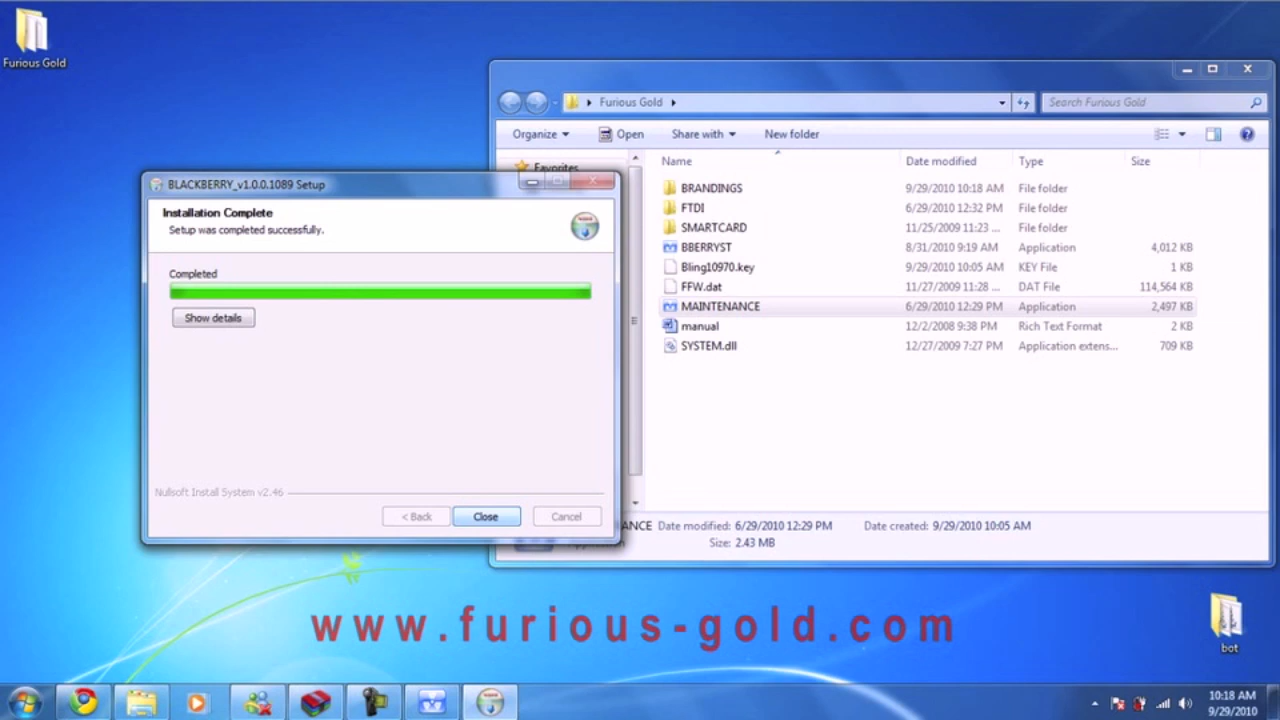 Furious Gold
Furious Gold
Search Furious Gold
Organize
Open
Share with
New folder
Favorites
Name
Date modified
Type
Size
BRANDINGS 9/29/2010 10:18 AM File folder
FTDI 6/29/2010 12:32 PM File folder
SMARTCARD 11/25/2009 11:23 ... File folder
BBERRYST 8/31/2010 9:19 AM Application 4,012 KB
Bling10970.key 9/29/2010 10:05 AM KEY File 1 KB
FFW.dat 11/27/2009 11:28 ... DAT File 114,564 KB
MAINTENANCE 6/29/2010 12:29 PM Application 2,497 KB
manual 12/2/2008 9:38 PM Rich Text Format 2 KB
SYSTEM.dll 12/27/2009 7:27 PM Application extens... 709 KB
ANCE Date modified: 6/29/2010 12:29 PM Date created: 9/29/2010 10:05 AM
Size: 2.43 MB
BLACKBERRY_v1.0.0.1089 Setup
Installation Complete
Setup was completed successfully.
Completed
Show details
Nullsoft Install System v2.46
< Back
Close
Cancel
www.furious-gold.com
bot
10:18 AM
9/29/2010